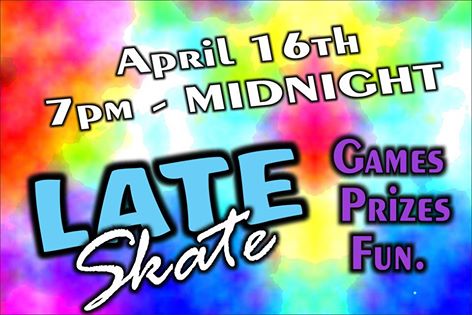 April 16th
7pm - MIDNIGHT
LATE
Skate
Games
Prizes
Fun.